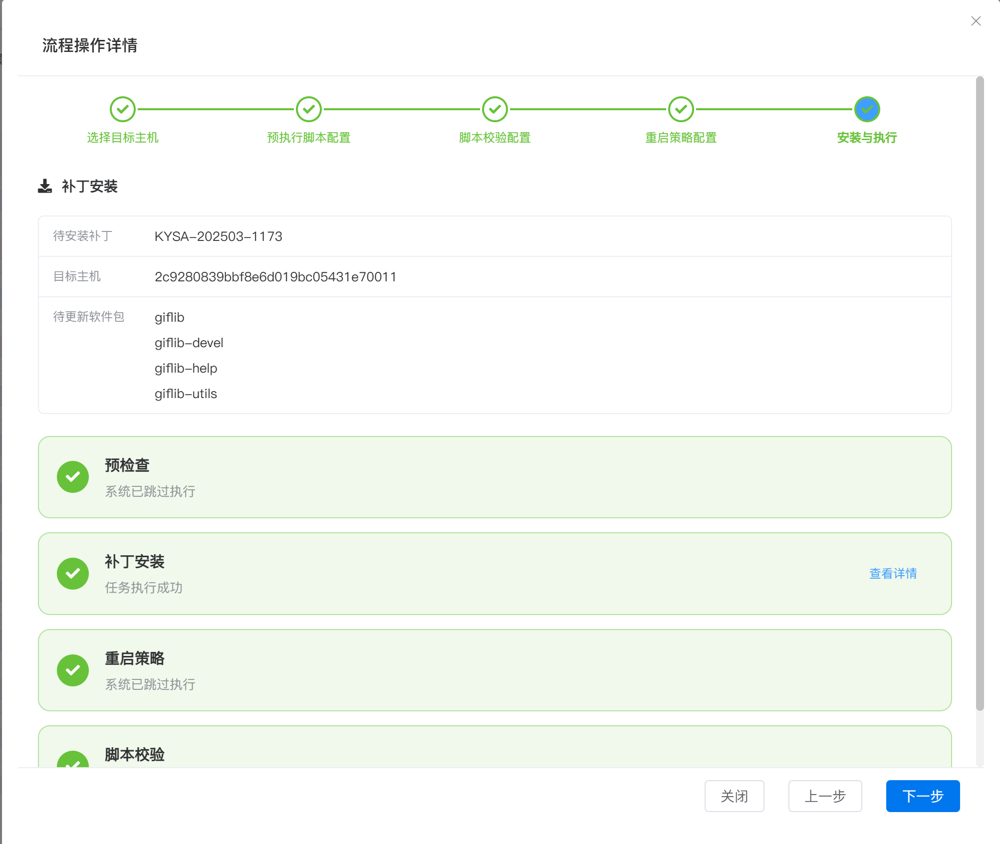 流程操作详情
选择目标主机
预执行脚本配置
脚本校验配置
重启策略配置
安装与执行
补丁安装
待安装补丁 KYSA-202503-1173
目标主机 2c9280839bbf8e6d019bc05431e70011
待更新软件包 giflib
giflib-devel
giflib-help
giflib-utils
预检查
系统已跳过执行
补丁安装
任务执行成功
查看详情
重启策略
系统已跳过执行
脚本校验
关闭
上一步
下一步